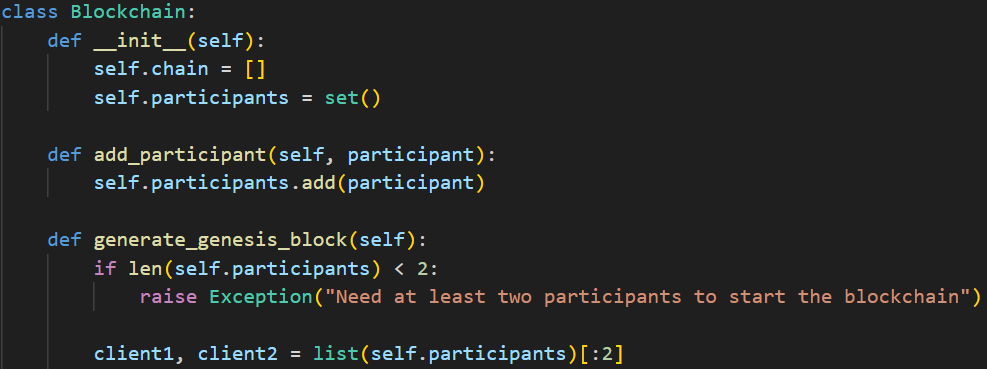 class Blockchain:
    def __init__(self):
        self.chain = []
        self.participants = set()

    def add_participant(self, participant):
        self.participants.add(participant)

    def generate_genesis_block(self):
        if len(self.participants) < 2:
            raise Exception("Need at least two participants to start the blockchain")

        client1, client2 = list(self.participants)[:2]